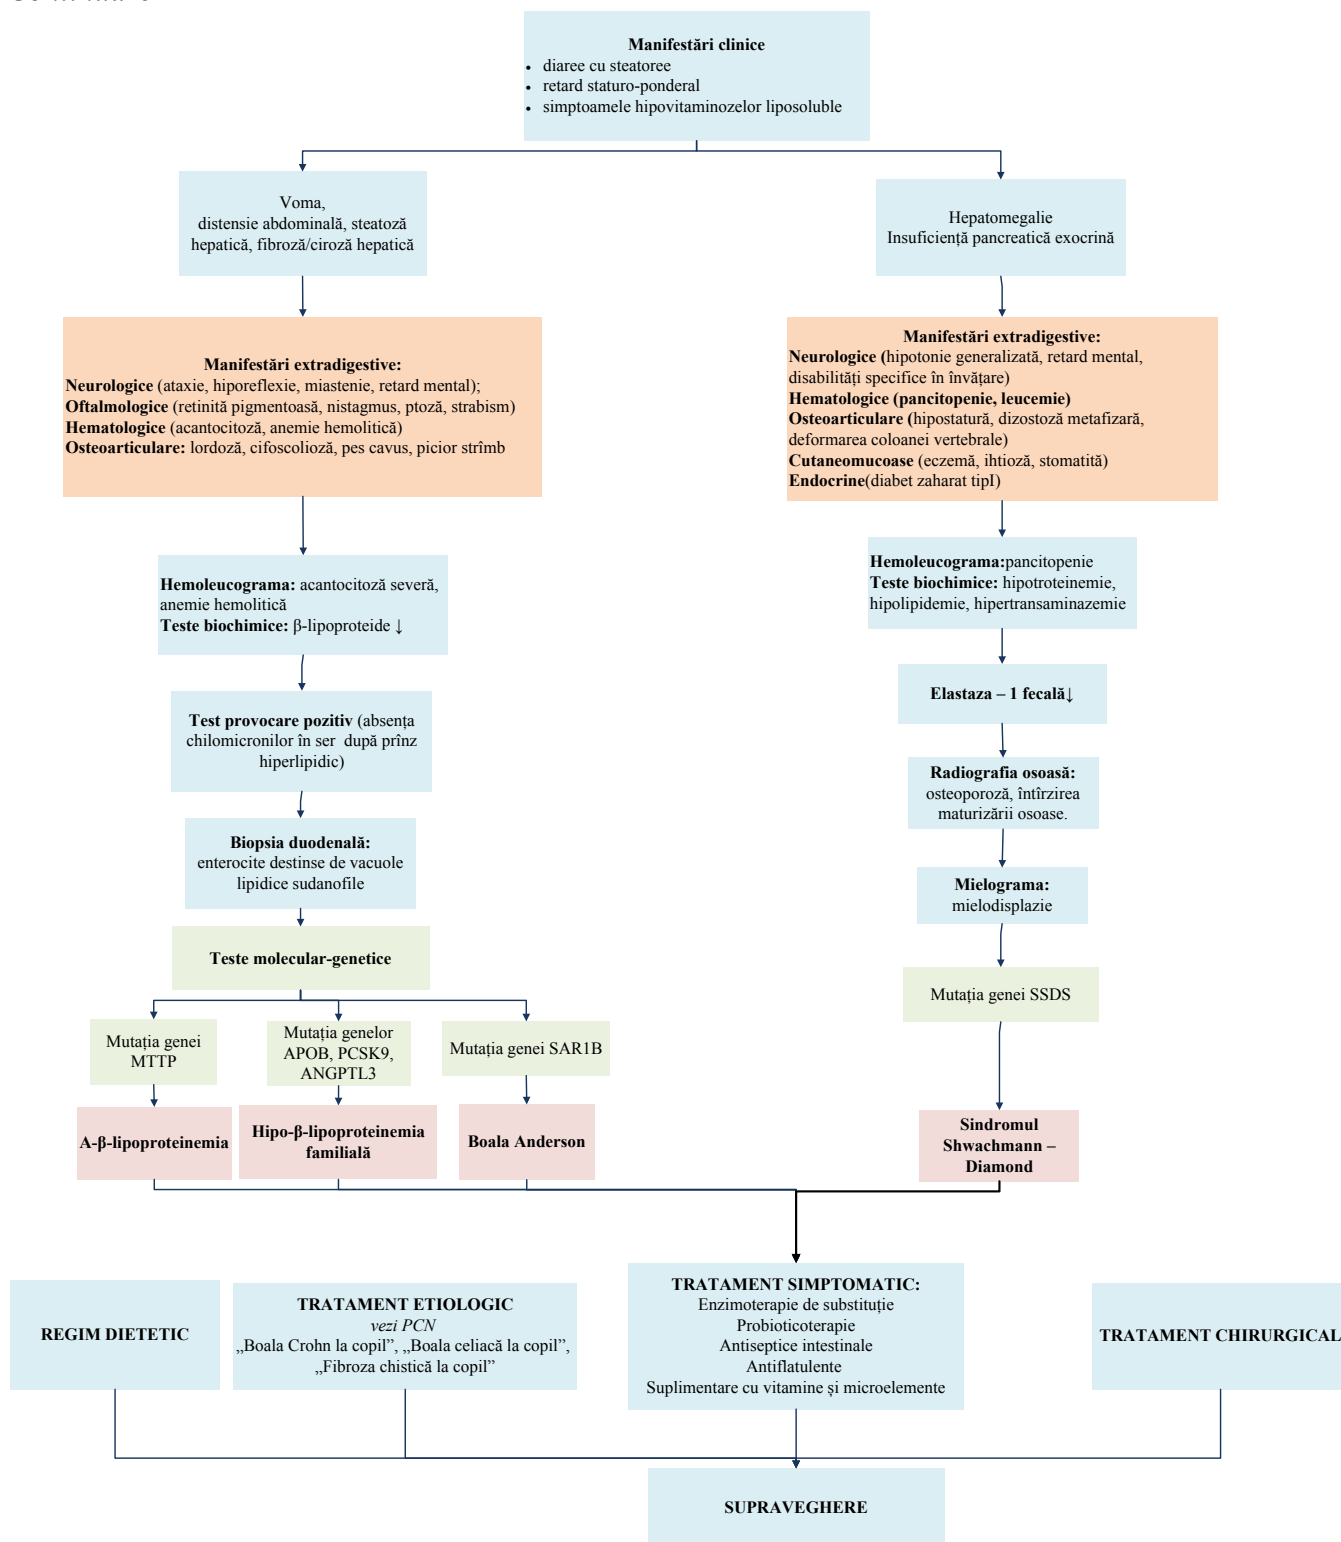 Manifestări clinice
• diaree cu steatoree
• retard staturo-ponderal
• simptoamele hipovitaminozelor liposoluble
Voma,
distensie abdominală, steatoză
hepatică, fibroză/ciroză hepatică
Hepatomegalie
Insuficiență pancreatică exocrină
Manifestări extradigestive:
Neurologice (ataxie, hiporeflexie, miastenie, retard mental);
Oftalmologice (retinită pigmentoasă, nistagmus, ptoză, strabism)
Hematologice (acantocitoză, anemie hemolitică)
Osteoarticulare: lordoză, cifoscolioză, pes cavus, picior strîmb
Manifestări extradigestive:
Neurologice (hipotonie generalizată, retard mental,
disabilități specifice în învățare)
Hematologice (pancitopenie, leucemie)
Osteoarticulare (hipostatură, dizostoză metafizară,
deformarea coloanei vertebrale)
Cutaneomucoase (eczemă, ihtioză, stomatită)
Endocrine(diabet zaharat tipI)
Hemoleucograma: acantocitoză severă,
anemie hemolitică
Teste biochimice: β-lipoproteide ↓
Hemoleucograma:pancitopenie
Teste biochimice: hipotroteinemie,
hipolipidemie, hipertransaminazemie
Test provocare pozitiv (absența
chilomicronilor în ser după prînz
hiperlipidic)
Elastaza – 1 fecală↓
Radiografia osoasă:
osteoporoză, întîrzirea
maturizării osoase.
Biopsia duodenală:
enterocite destinse de vacuole
lipidice sudanofile
Mielograma:
mielodisplazie
Teste molecular-genetice
Mutația genei SSDS
Mutația genei
MTTP
Mutația genelor
APOB, PCSK9,
ANGPTL3
Mutația genei SAR1B
A-β-lipoproteinemia
Hipo-β-lipoproteinemia
familială
Boala Anderson
Sindromul
Shwachmann –
Diamond
REGIM DIETETIC
TRATAMENT ETIOLOGIC
vezi PCN
„Boala Crohn la copil”, „Boala celiacă la copil”,
„Fibroza chistică la copil”
TRATAMENT SIMPTOMATIC:
Enzimoterapie de substituție
Probioticoterapie
Antiseptice intestinale
Antiflatulente
Suplimentare cu vitamine și microelemente
TRATAMENT CHIRURGICAL
SUPRAVEGHERE